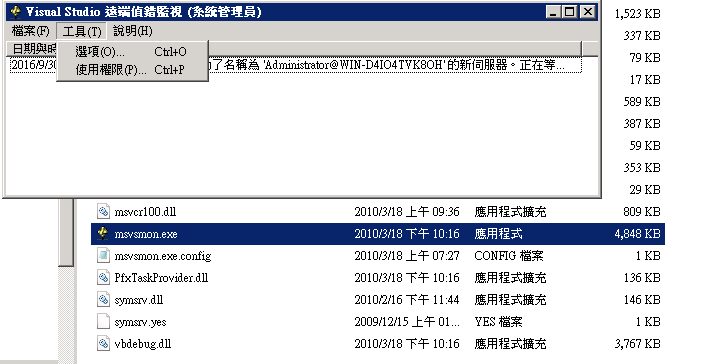 Visual Studio 遠端偵錯監視 (系統管理員)
檔案(F) 工具(T) 說明(H)
日期與時
選項(O)... Ctrl+O
使用權限(P)... Ctrl+P
2016/9/30 了名稱為 'Administrator@WIN-D4IO4TVK8OH' 的新伺服器。正在等...
1,523 KB
337 KB
79 KB
17 KB
589 KB
387 KB
59 KB
353 KB
29 KB
msvcr100.dll 2010/3/18 上午 09:36 應用程式擴充 809 KB
msvsmon.exe 2010/3/18 下午 10:16 應用程式 4,848 KB
msvsmon.exe.config 2010/3/18 上午 07:27 CONFIG 檔案 1 KB
PfxTaskProvider.dll 2010/3/18 下午 10:16 應用程式擴充 136 KB
symsrv.dll 2010/2/16 下午 11:44 應用程式擴充 146 KB
symsrv.yes 2009/12/15 上午 01... YES 檔案 1 KB
vbdebug.dll 2010/3/18 下午 10:16 應用程式擴充 3,767 KB